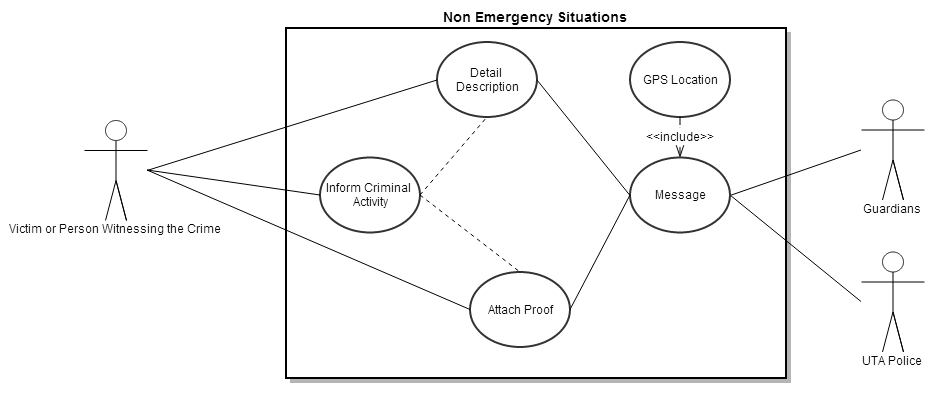 Non Emergency Situations
Detail
Description
GPS Location
<<include>>
Inform Criminal
Activity
Message
Attach Proof
Victim or Person Witnessing the Crime
Guardians
UTA Police